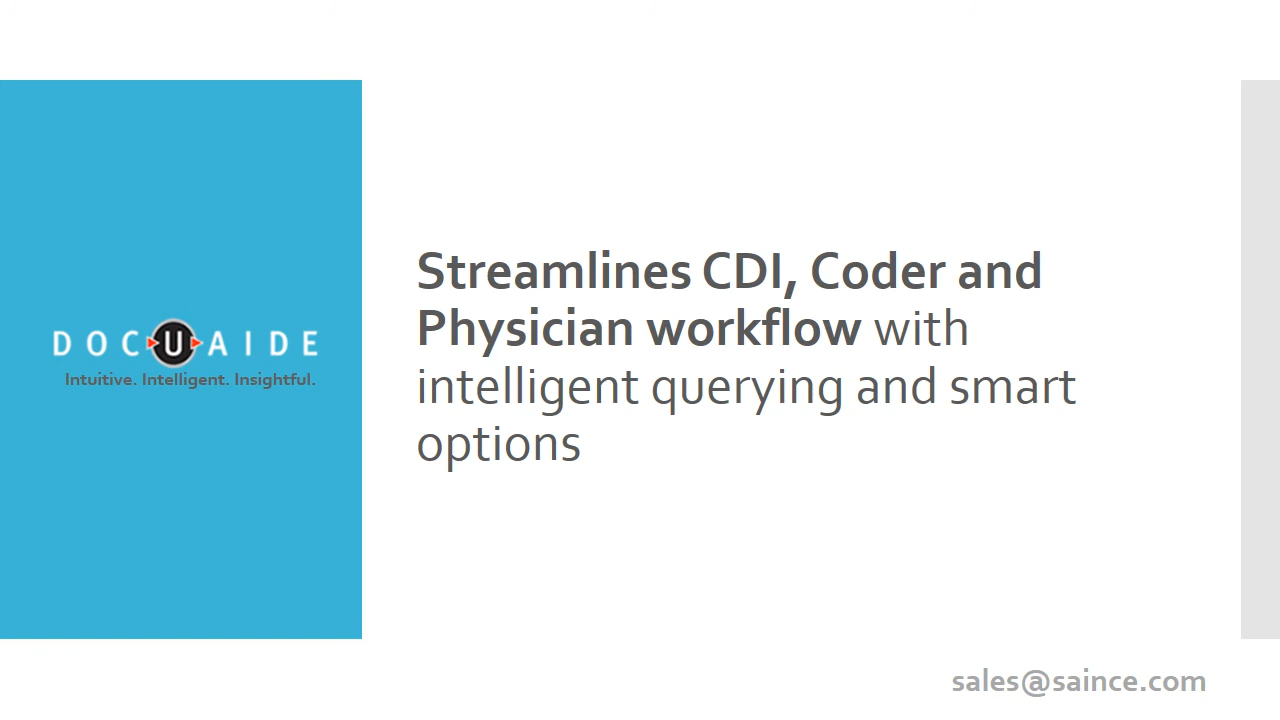 DOCUAIDE
Intuitive. Intelligent. Insightful.
Streamlines CDI, Coder and
Physician workflow with
intelligent querying and smart
options
sales@saince.com